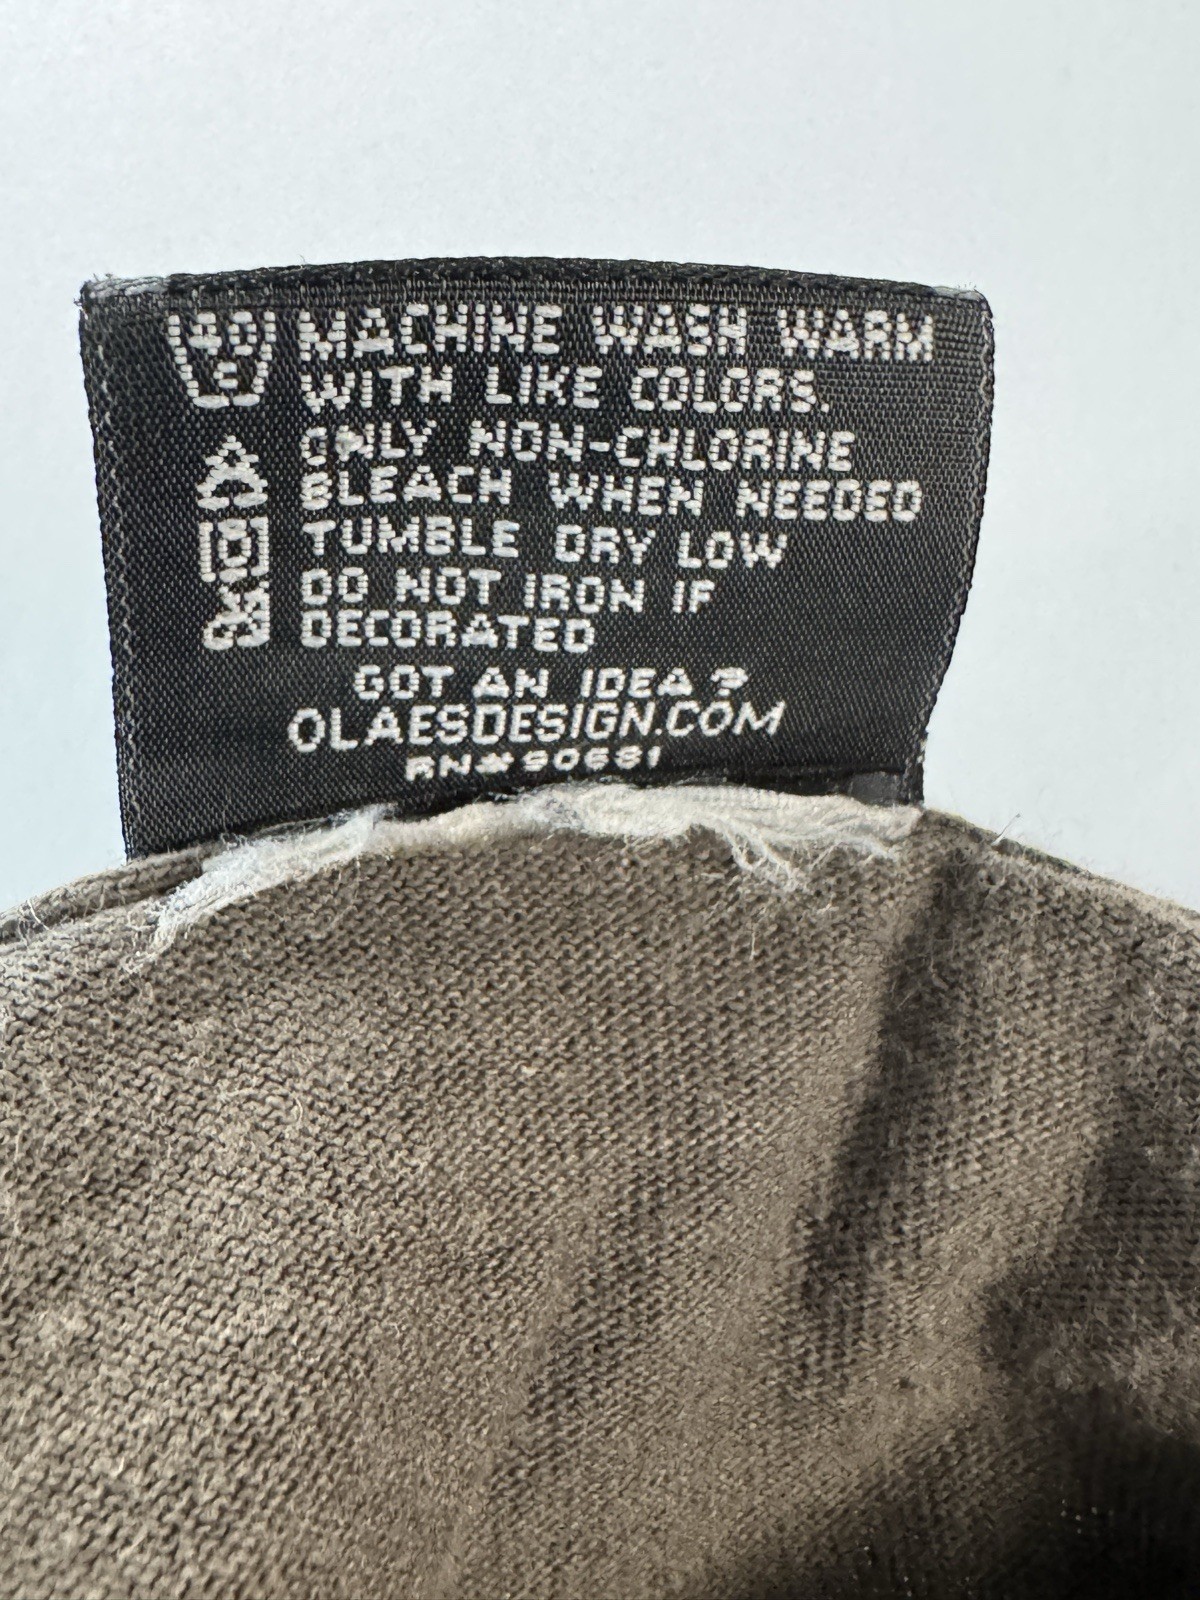 40 MACHINE WASH WARM
C WITH LIKE COLORS.
ONLY NON-CHLORINE
BLEACH WHEN NEEDED
TUMBLE DRY LOW
DO NOT IRON IF
DECORATED
GOT AN IDEA?
OLAESDESIGN.COM
RN# 90681